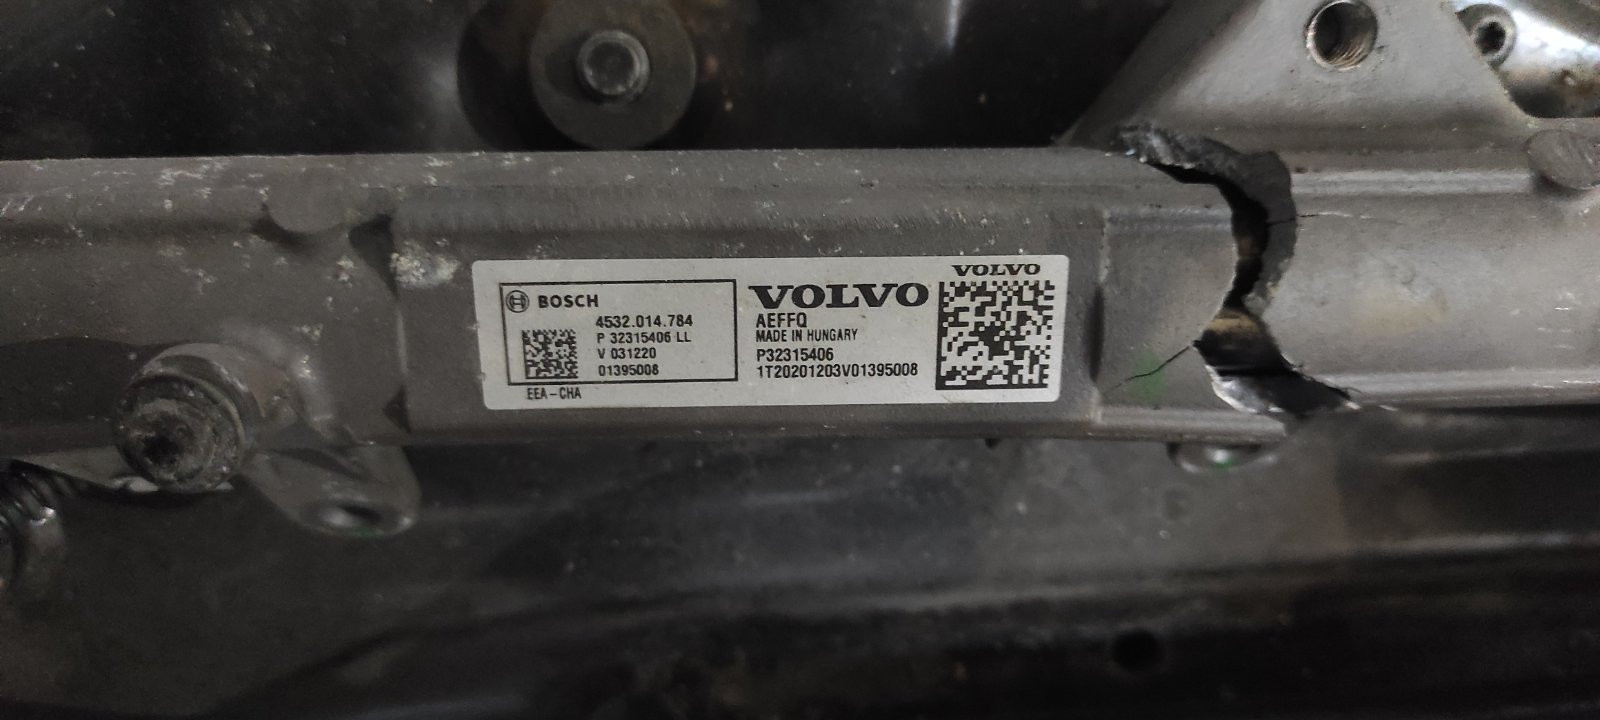 BOSCH
4532.014.784
P 32315406 LL
V 031220
01395008
EEA-CHA
VOLVO
AEFFQ
MADE IN HUNGARY
P32315406
1T20201203V01395008
VOLVO